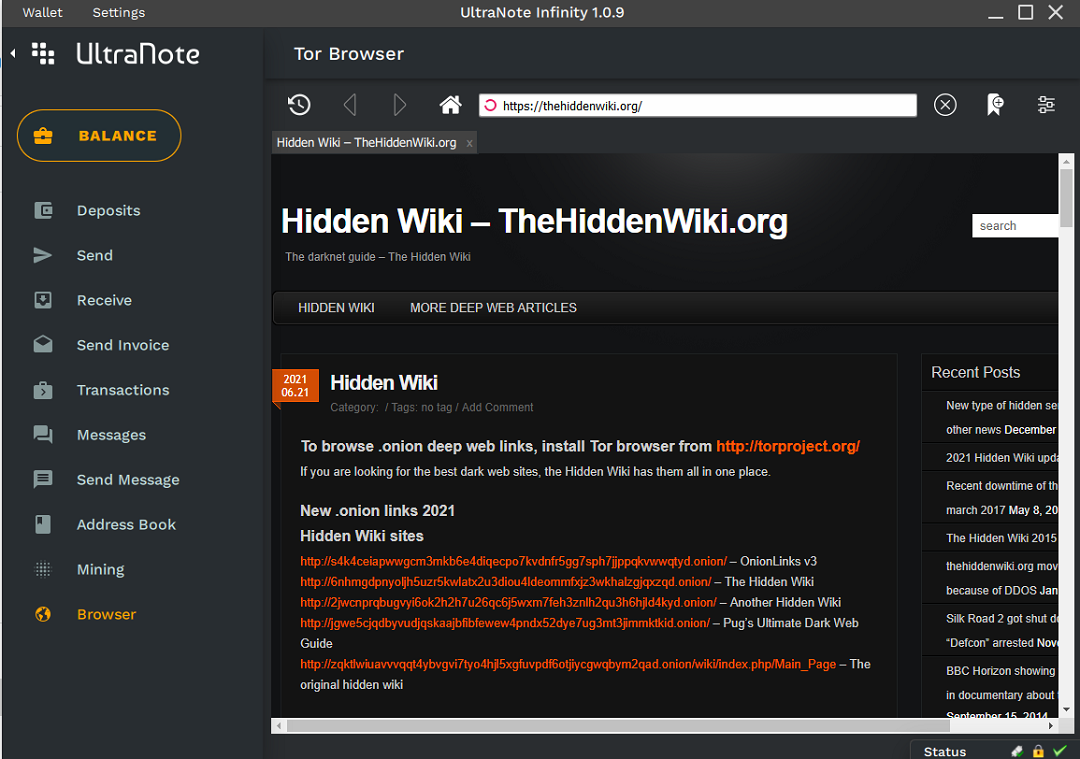 Wallet Settings UltraNote Infinity 1.0.9
UltraNote
Tor Browser
https://thehiddenwiki.org/
BALANCE
Hidden Wiki – TheHiddenWiki.org x
Deposits
Send
Receive
Send Invoice
Transactions
Messages
Send Message
Address Book
Mining
Browser
Hidden Wiki – TheHiddenWiki.org
search
The darknet guide – The Hidden Wiki
HIDDEN WIKI MORE DEEP WEB ARTICLES
2021
06.21
Hidden Wiki
Category: / Tags: no tag / Add Comment
To browse .onion deep web links, install Tor browser from http://torproject.org/
If you are looking for the best dark web sites, the Hidden Wiki has them all in one place.
New .onion links 2021
Hidden Wiki sites
http://s4k4ceiapwwgcm3mkb6e4diqecpo7kvdnfr5gg7sph7jjppqkvwwqtyd.onion/ – OnionLinks v3
http://6nhmgdpnyoljh5uzr5kwlatx2u3diou4ldeommfxjz3wkhalzgjqxzqd.onion/ – The Hidden Wiki
http://2jwcnprqbugvyi6ok2h2h7u26qc6j5wxm7feh3znlh2qu3h6hjld4kyd.onion/ – Another Hidden Wiki
http://jgwe5cjqdbyvudjqskaajbfibfewew4pndx52dye7ug3mt3jimmktkid.onion/ – Pug's Ultimate Dark Web
Guide
http://zqktlwiuavvvqqt4ybvgvi7tyo4hjl5xgfuvpdf6otjiycgwqbym2qad.onion/wiki/index.php/Main_Page – The
original hidden wiki
Recent Posts
New type of hidden se
other news December
2021 Hidden Wiki upda
Recent downtime of th
march 2017 May 8, 20
The Hidden Wiki 2015
thehiddenwiki.org mov
because of DDOS Jan
Silk Road 2 got shut d
"Defcon" arrested Nov
BBC Horizon showing
in documentary about
September 15, 2014
Status